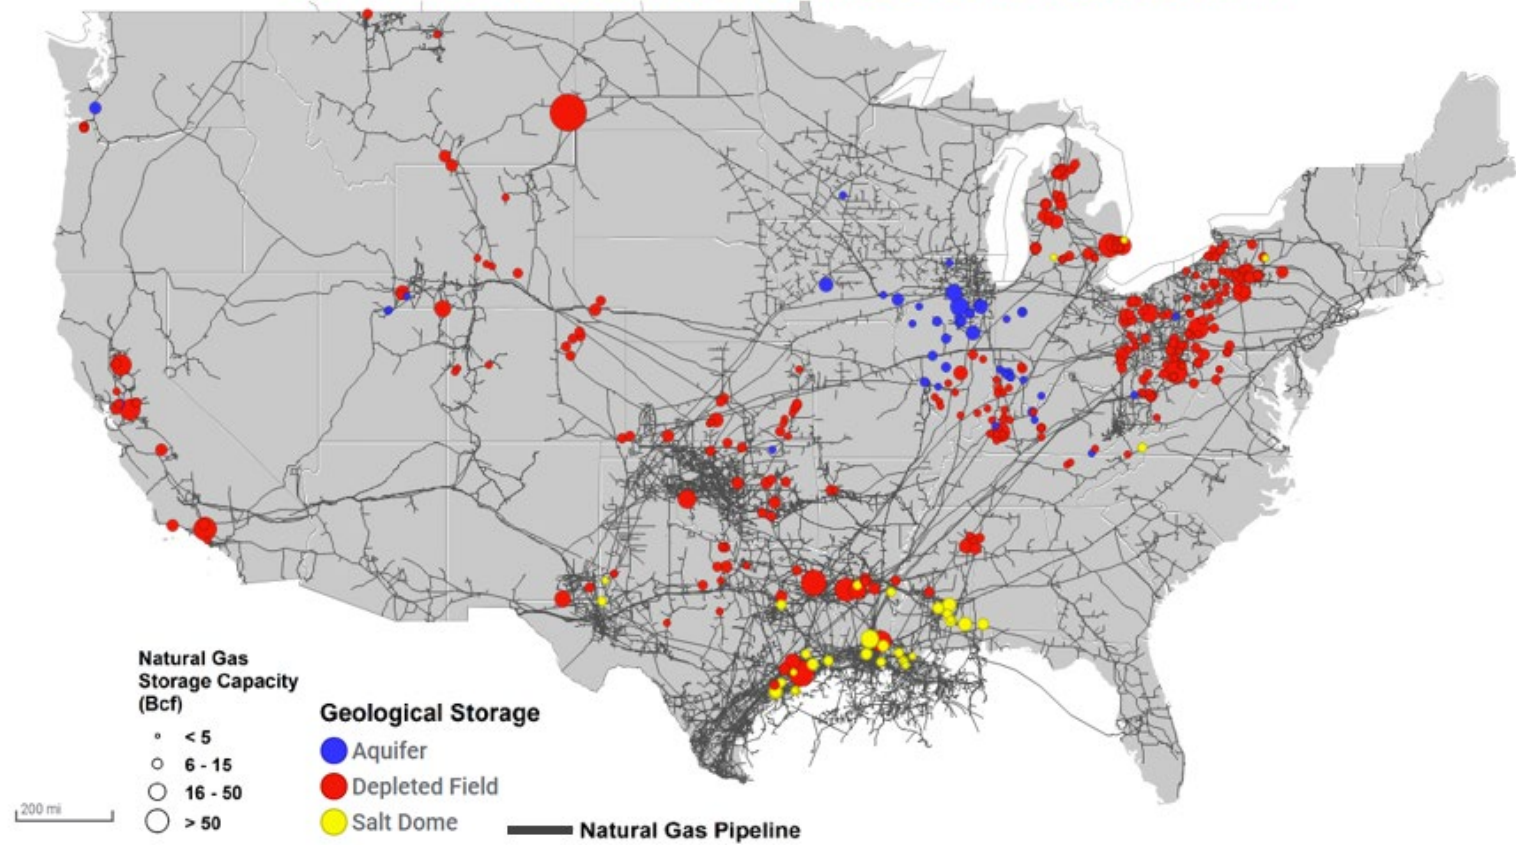 Natural Gas
Storage Capacity
(Bcf)
< 5
6 - 15
16 - 50
> 50
200 mi
Geological Storage
Aquifer
Depleted Field
Salt Dome
Natural Gas Pipeline